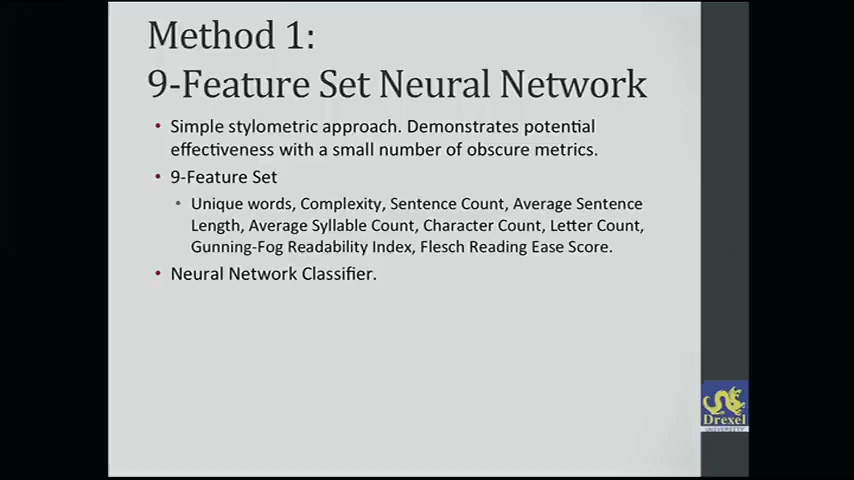 Method 1:
9-Feature Set Neural Network
• Simple stylometric approach. Demonstrates potential
effectiveness with a small number of obscure metrics.
• 9-Feature Set
• Unique words, Complexity, Sentence Count, Average Sentence
Length, Average Syllable Count, Character Count, Letter Count,
Gunning-Fog Readability Index, Flesch Reading Ease Score.
• Neural Network Classifier.
Drexel
UNIVERSITY